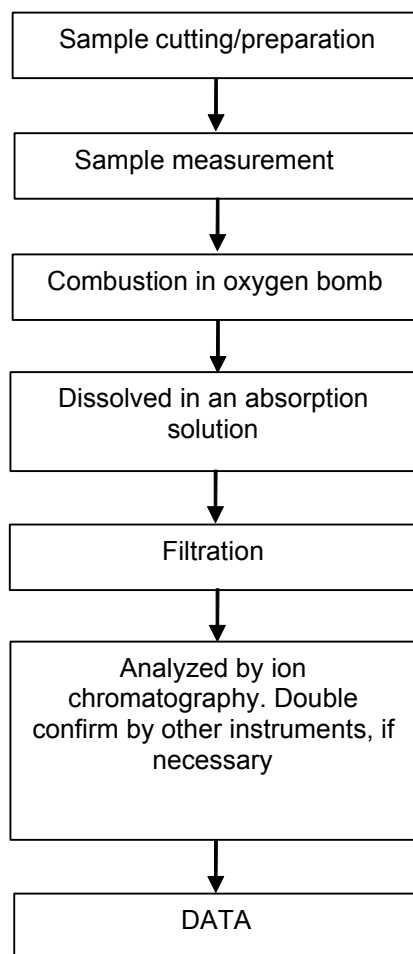 Sample cutting/preparation
Sample measurement
Combustion in oxygen bomb
Dissolved in an absorption
solution
Filtration
Analyzed by ion
chromatography. Double
confirm by other instruments, if
necessary
DATA